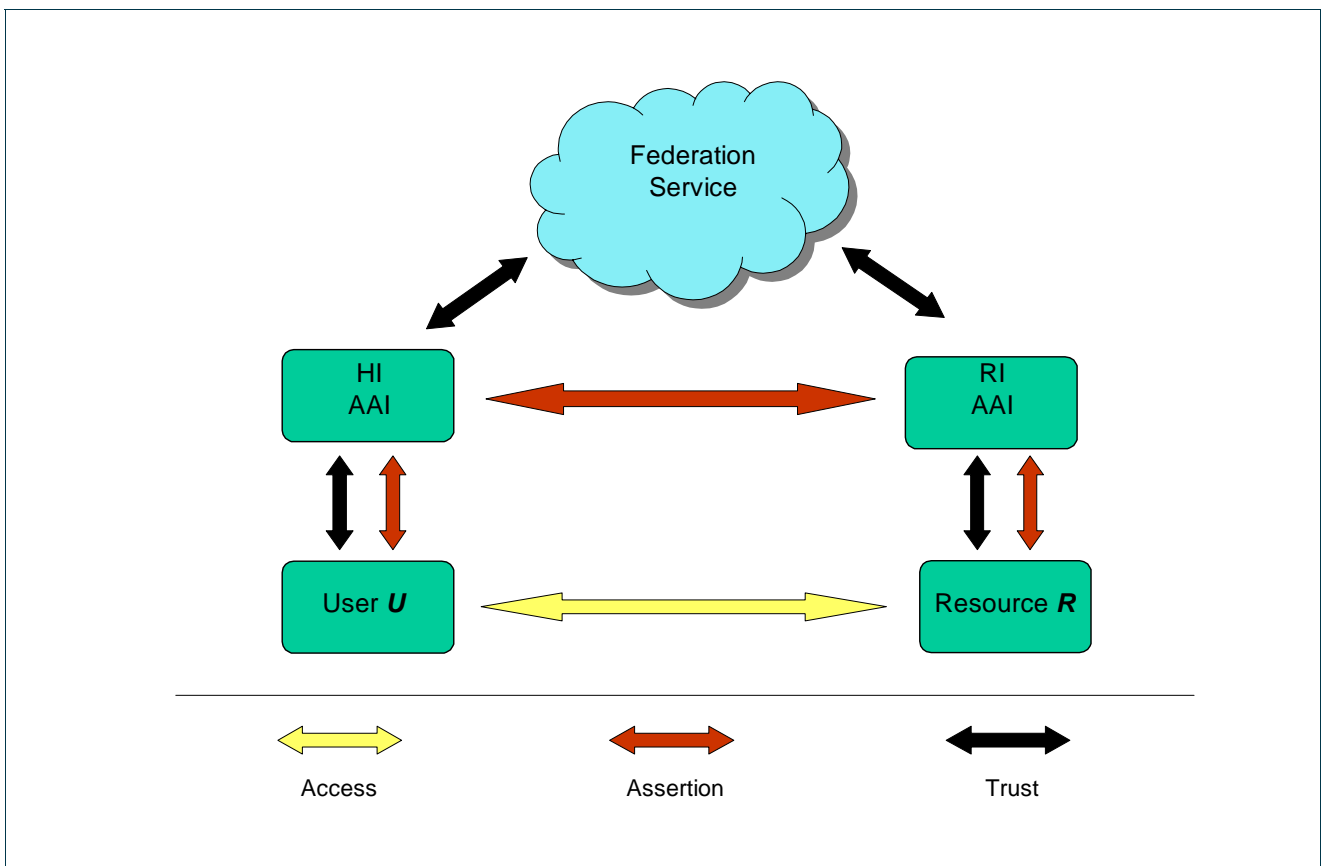 Federation
Service
HI
AAI
RI
AAI
User U
Resource R
Access
Assertion
Trust